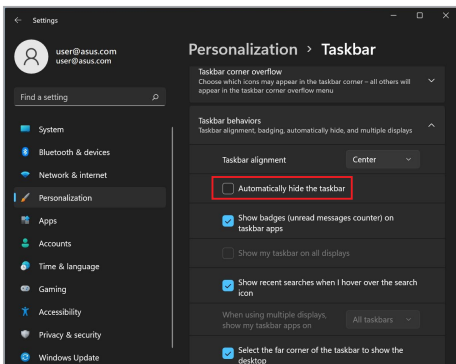 Settings
user@asus.com
user@asus.com
Find a setting
System
Bluetooth & devices
Network & internet
Personalization
Apps
Accounts
Time & language
Gaming
Accessibility
Privacy & security
Windows Update
Personalization > Taskbar
Taskbar corner overflow
Choose which icons may appear in the taskbar corner – all others will
appear in the taskbar corner overflow menu
Taskbar behaviors
Taskbar alignment, badging, automatically hide, and multiple displays
Taskbar alignment Center
Automatically hide the taskbar
Show badges (unread messages counter) on
taskbar apps
Show my taskbar on all displays
Show recent searches when I hover over the search
icon
When using multiple displays,
show my taskbar apps on
All taskbars
Select the far corner of the taskbar to show the
desktop